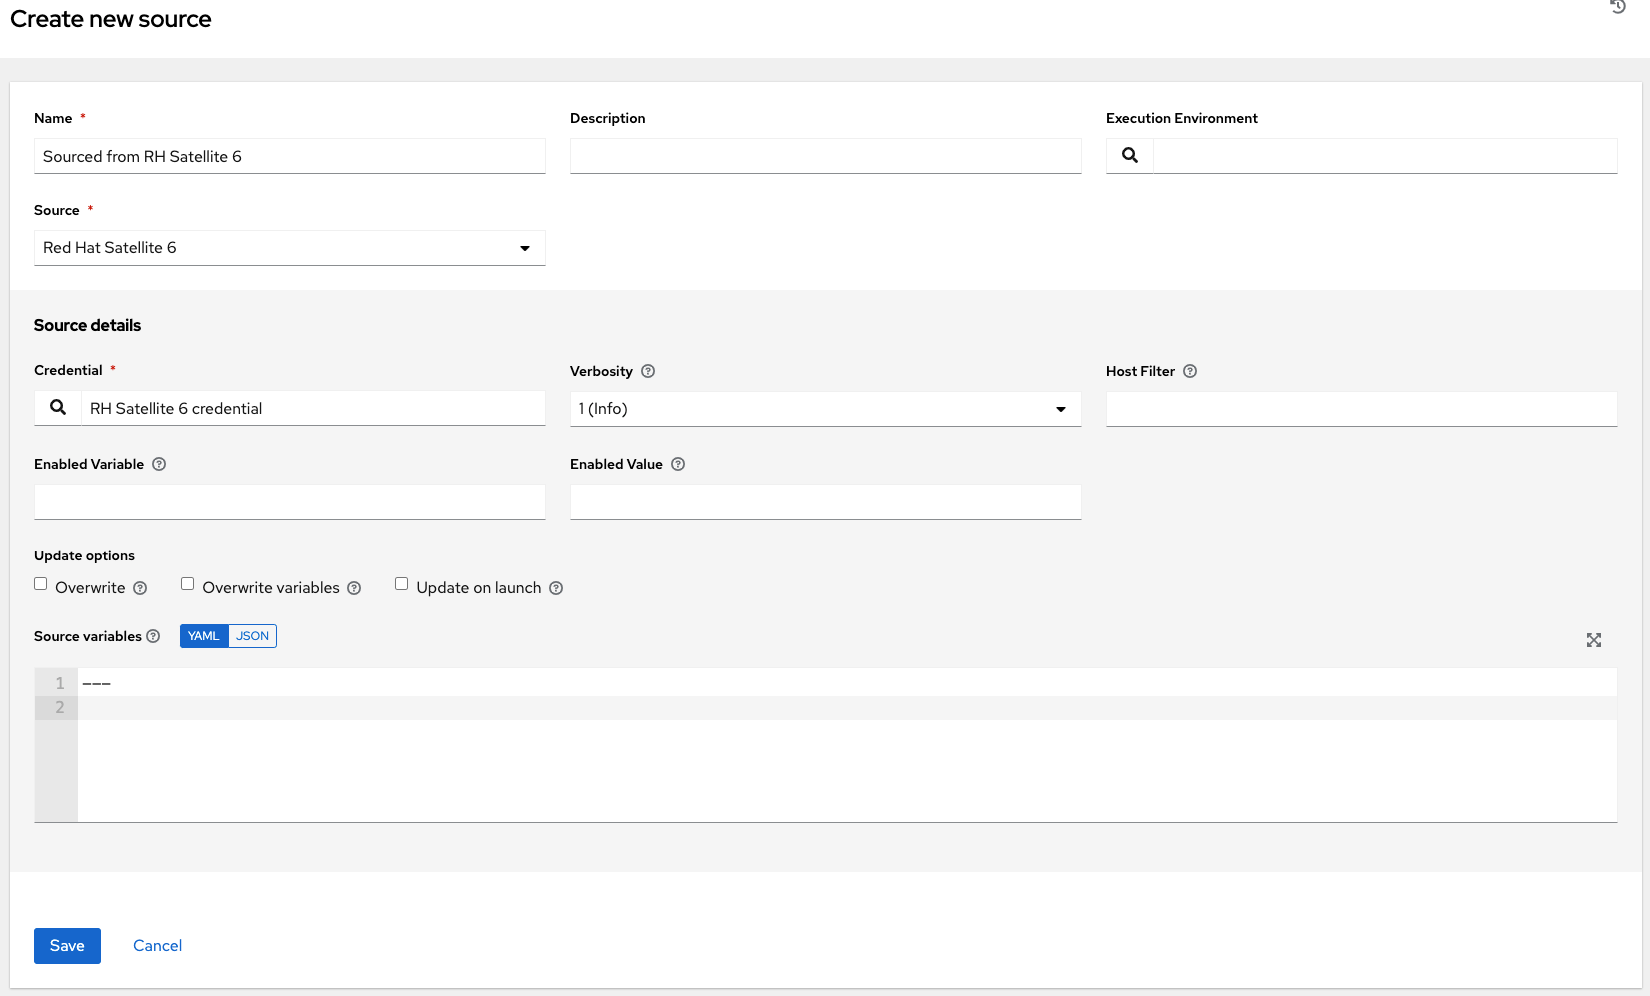 Create new source
Name *
Description
Execution Environment
Sourced from RH Satellite 6
Source *
Red Hat Satellite 6
Source details
Credential *
Verbosity
Host Filter
RH Satellite 6 credential
1 (Info)
Enabled Variable
Enabled Value
Update options
Overwrite
Overwrite variables
Update on launch
Source variables
YAML
JSON
1 ---
2
Save
Cancel